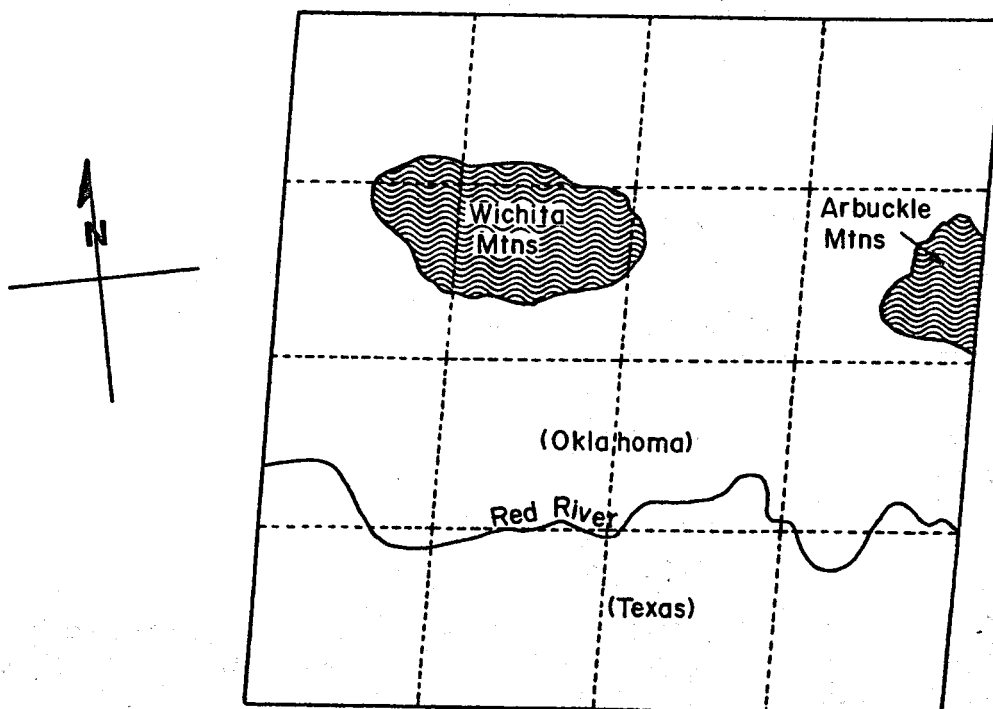 N
Wichita
Mtns
Arbuckle
Mtns
(Oklahoma)
Red River
(Texas)